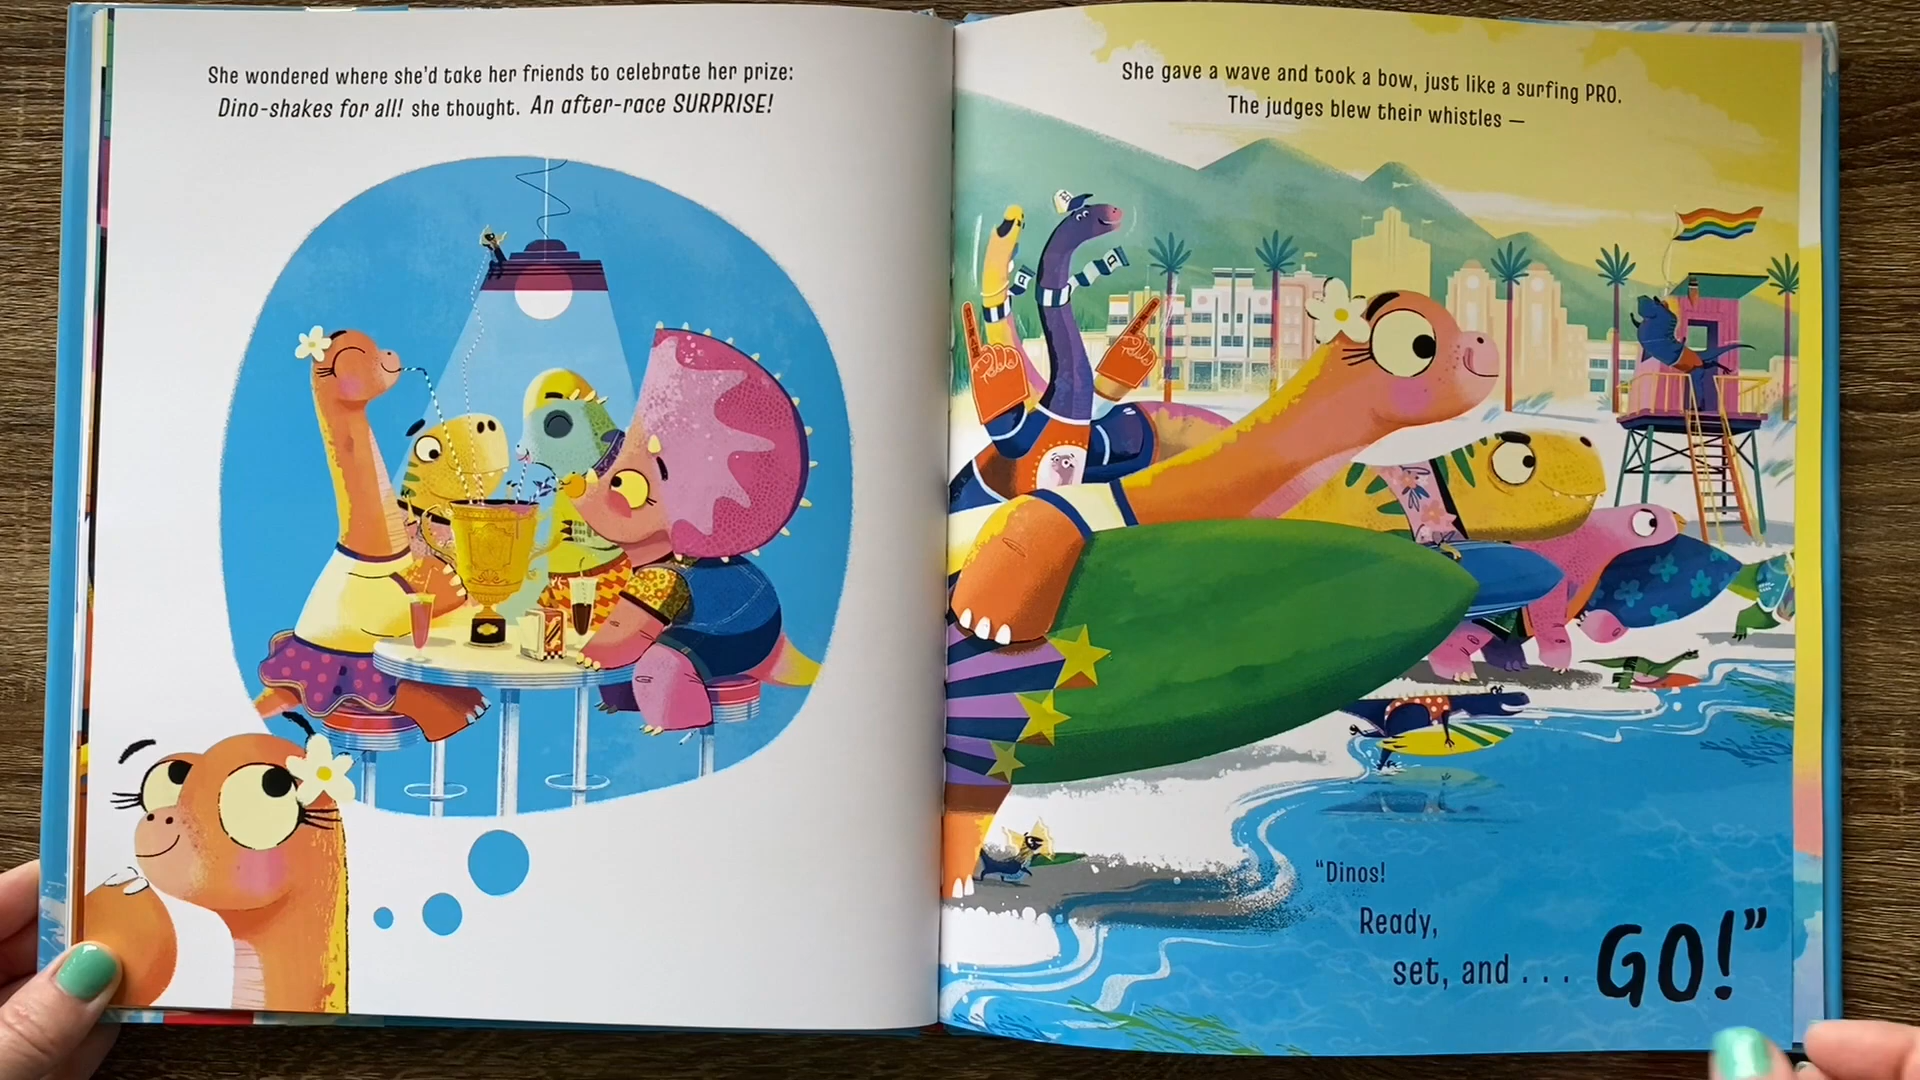 She wondered where she'd take her friends to celebrate her prize:
Dino-shakes for all! she thought. An after-race SURPRISE!
She gave a wave and took a bow, just like a surfing PRO.
The judges blew their whistles —
"Dinos!
Ready,
set, and . . . GO!"